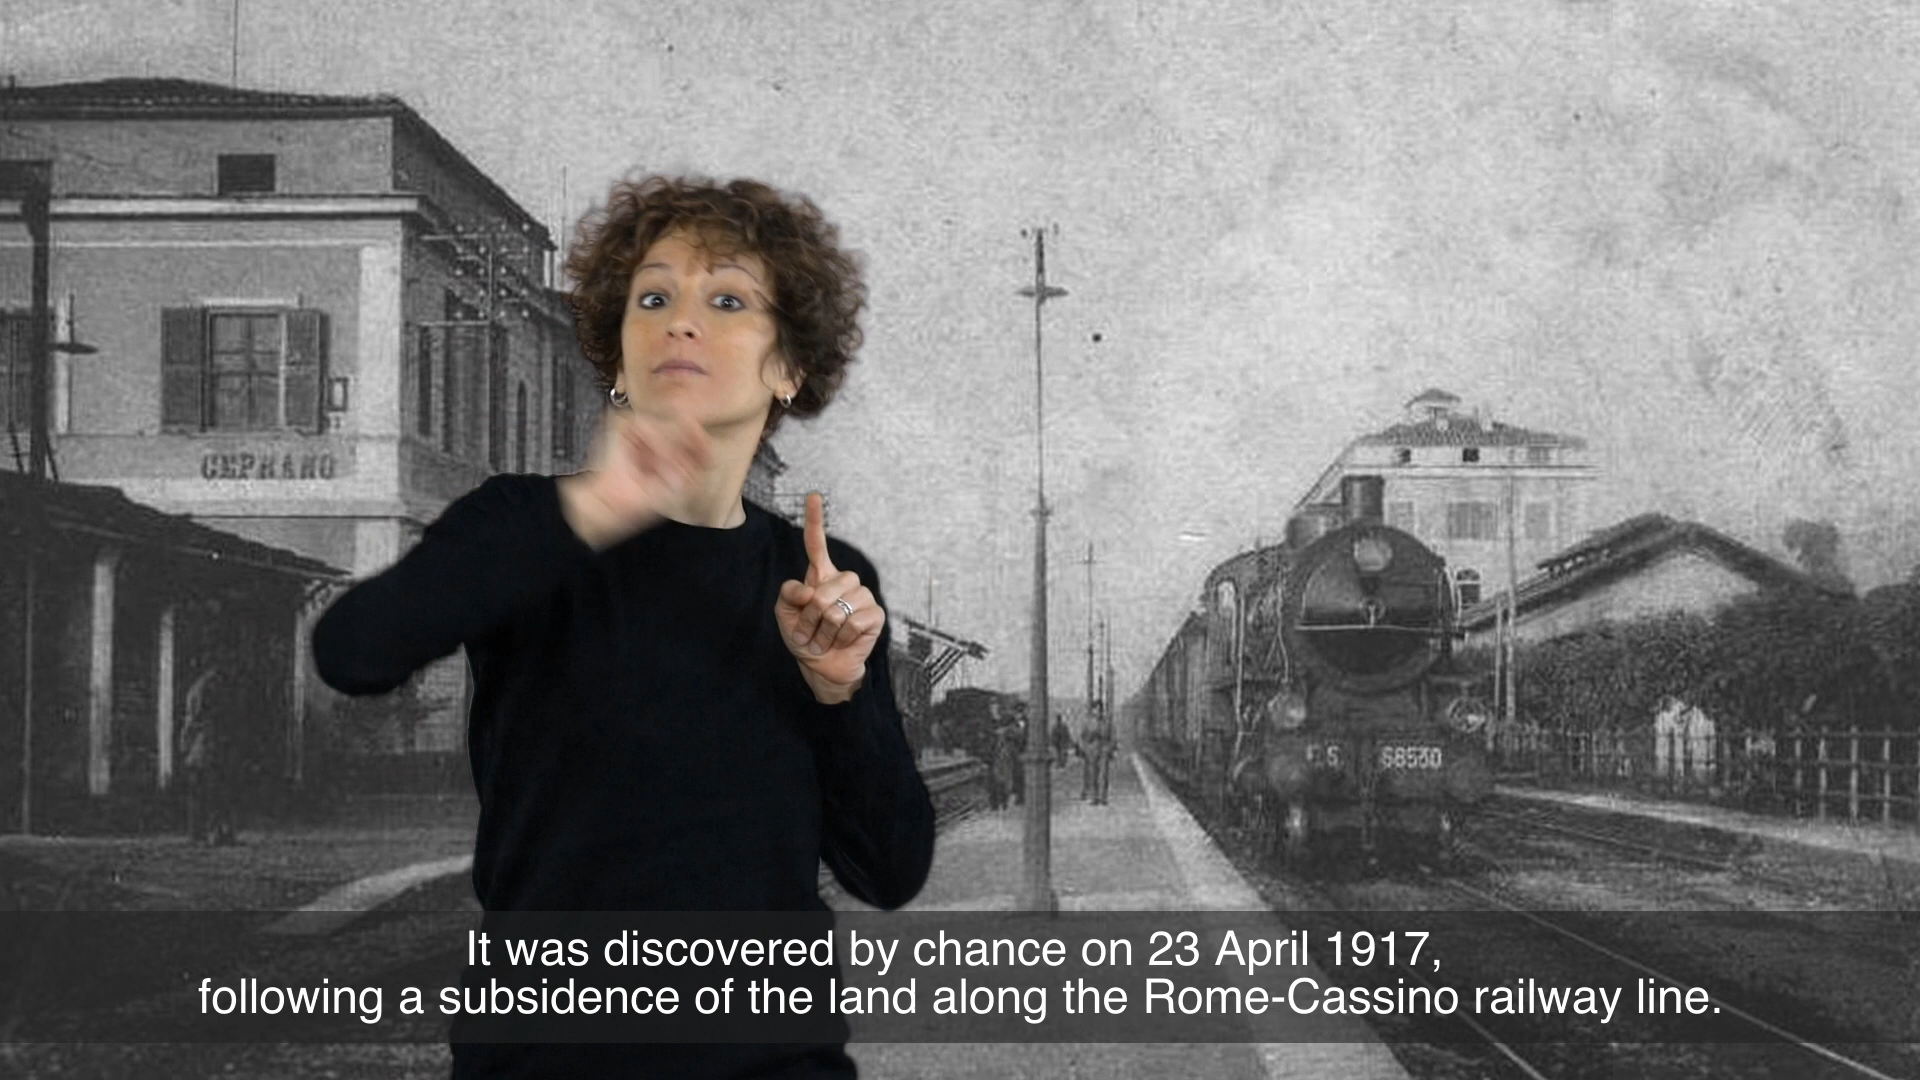 CEPRANO
68530
It was discovered by chance on 23 April 1917,
following a subsidence of the land along the Rome-Cassino railway line.